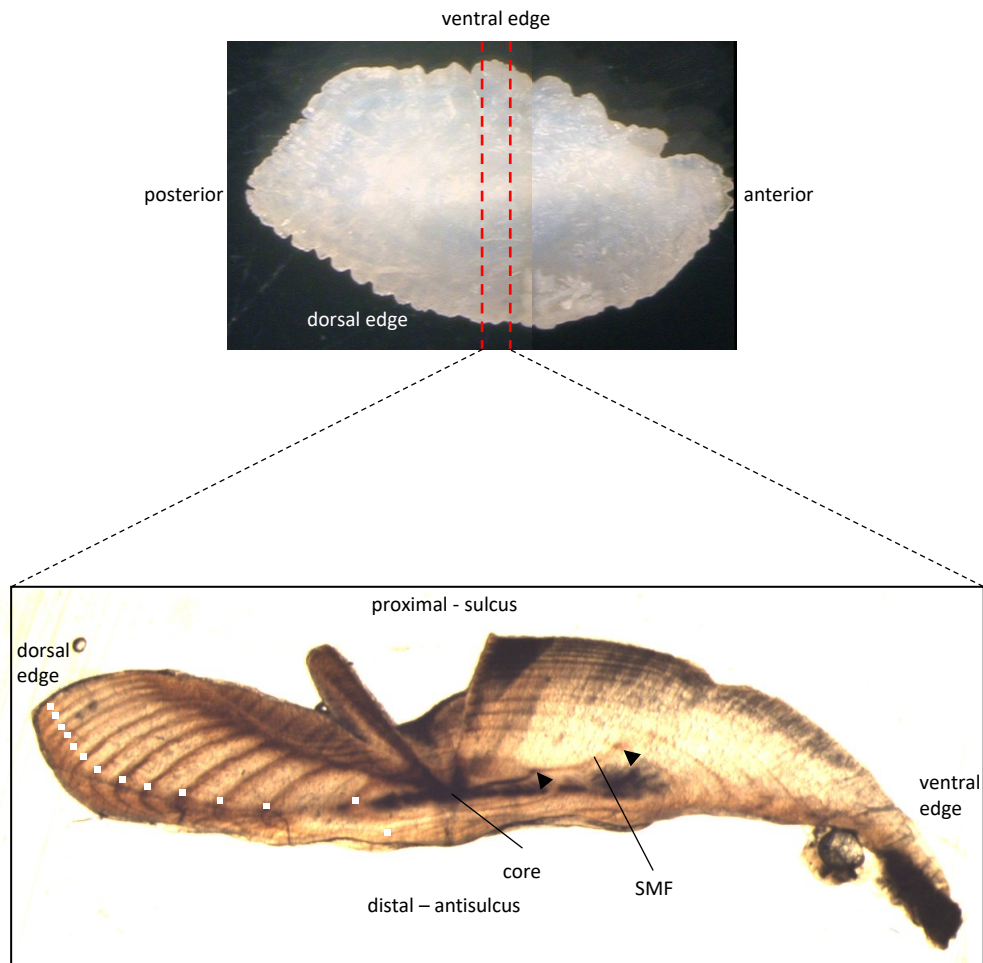 ventral edge
posterior
anterior
dorsal edge
proximal - sulcus
dorsal
edge
ventral
edge
core
SMF
distal – antisulcus